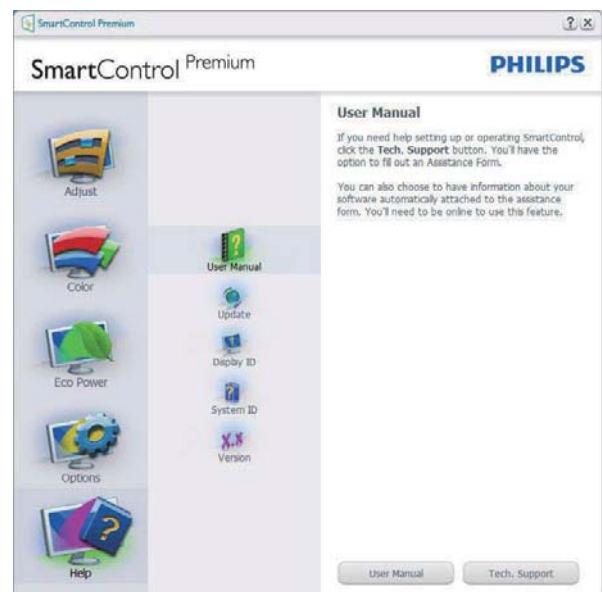 SmartControl Premium
? X
SmartControl Premium
PHILIPS
Adjust
Color
Eco Power
Options
Help
User Manual
Update
Display ID
System ID
X.X
Version
User Manual
If you need help setting up or operating SmartControl,
click the Tech. Support button. You'll have the
option to fill out an Assistance Form.
You can also choose to have information about your
software automatically attached to the assistance
form. You'll need to be online to use this feature.
User Manual
Tech. Support